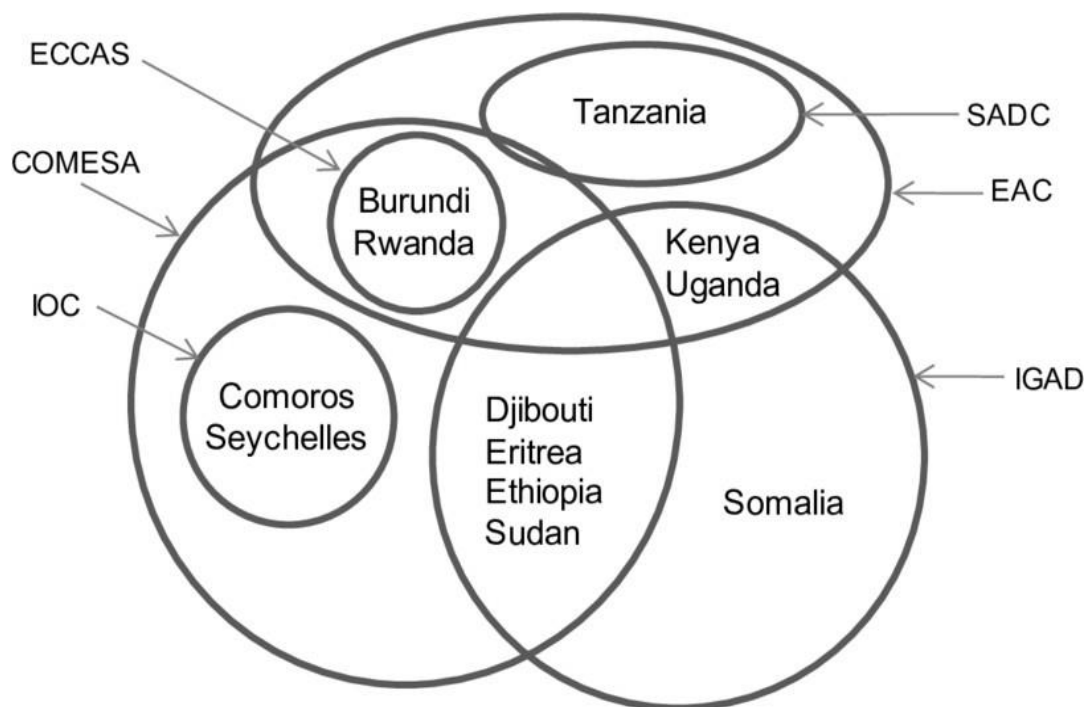 ECCAS
Tanzania
SADC
COMESA
EAC
Burundi
Rwanda
Kenya
Uganda
IOC
IGAD
Comoros
Seychelles
Djibouti
Eritrea
Ethiopia
Sudan
Somalia